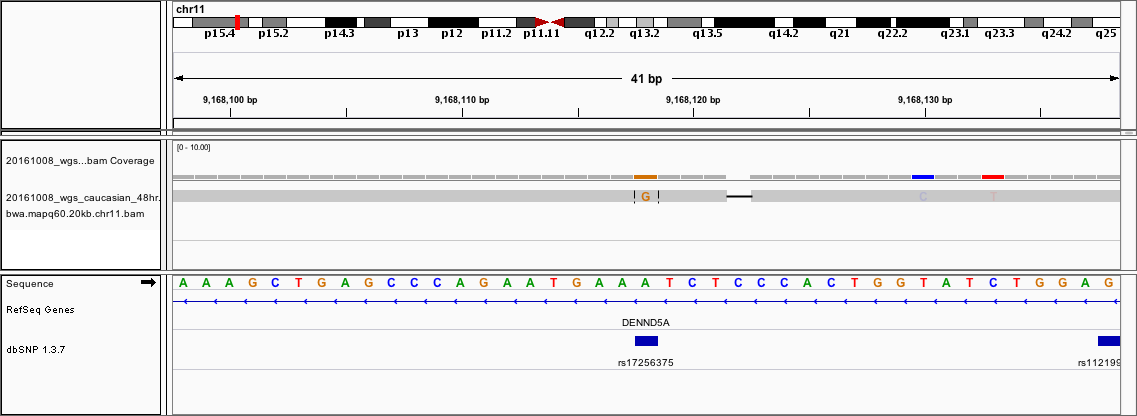 chr11
p15.4 p15.2 p14.3 p13 p12 p11.2 p11.11 q12.2 q13.2 q13.5 q14.2 q21 q22.2 q23.1 q23.3 q24.2 q25
41 bp
9,168,100 bp 9,168,110 bp 9,168,120 bp 9,168,130 bp
[0 - 10.00]
20161008_wgs...bam Coverage
20161008_wgs_caucasian_48hr.
bwa.mapq60.20kb.chr11.bam
G C T
Sequence
A A A G C T G A G C C C A G A A T G A A A T C T C C C A C T G G T A T C T G G A G
RefSeq Genes
DENND5A
dbSNP 1.3.7
rs17256375 rs112199